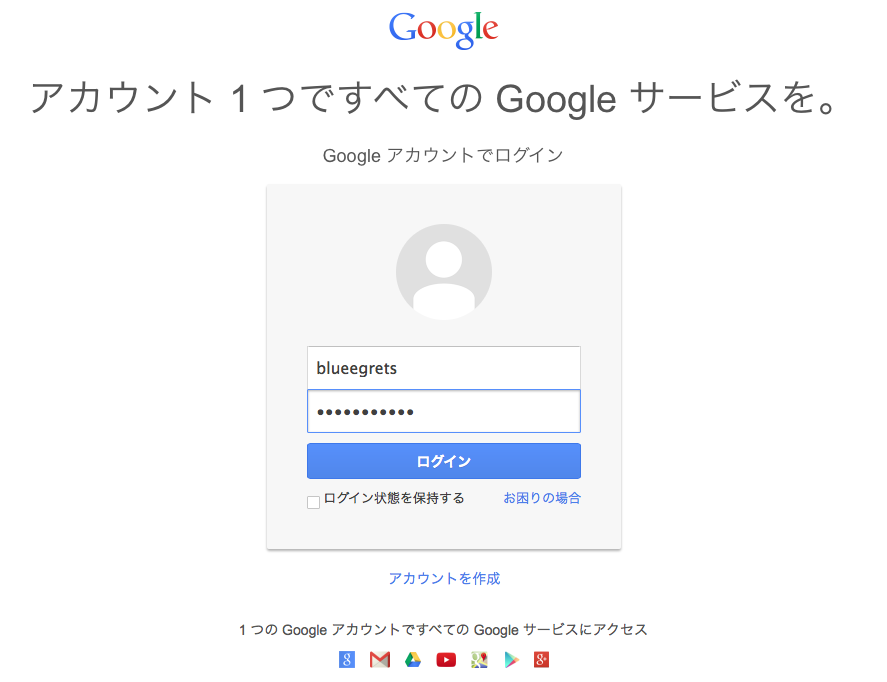 Google
アカウント 1 つですべての Google サービスを。
Google アカウントでログイン
blueegrets
•••••••••••
ログイン
ログイン状態を保持する お困りの場合
アカウントを作成
1 つの Google アカウントですべての Google サービスにアクセス